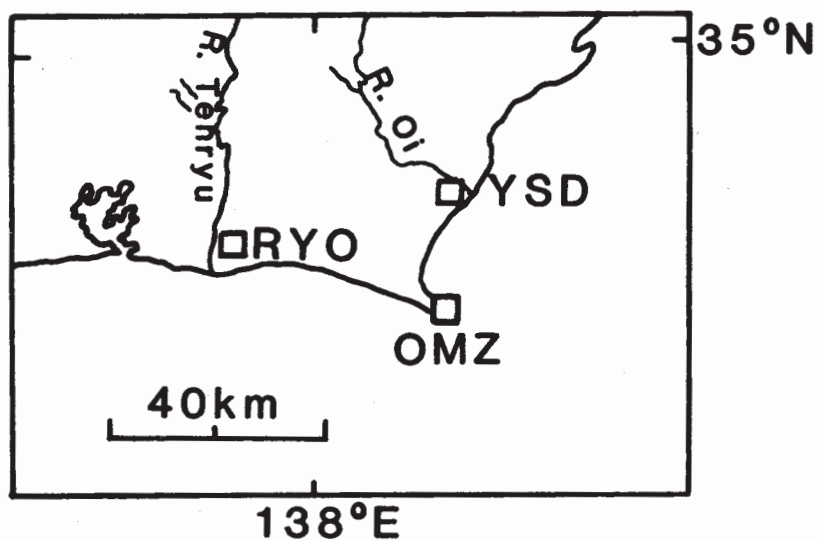 35°N
R. Tenryu
R. Oi
YSD
RYO
OMZ
40km
138°E